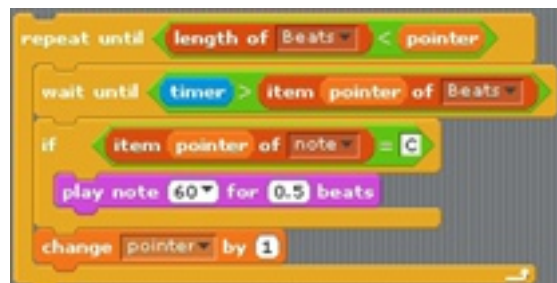 repeat until length of Beats < pointer
wait until timer > item pointer of Beats
if item pointer of note = C
play note 60 for 0.5 beats
change pointer by 1